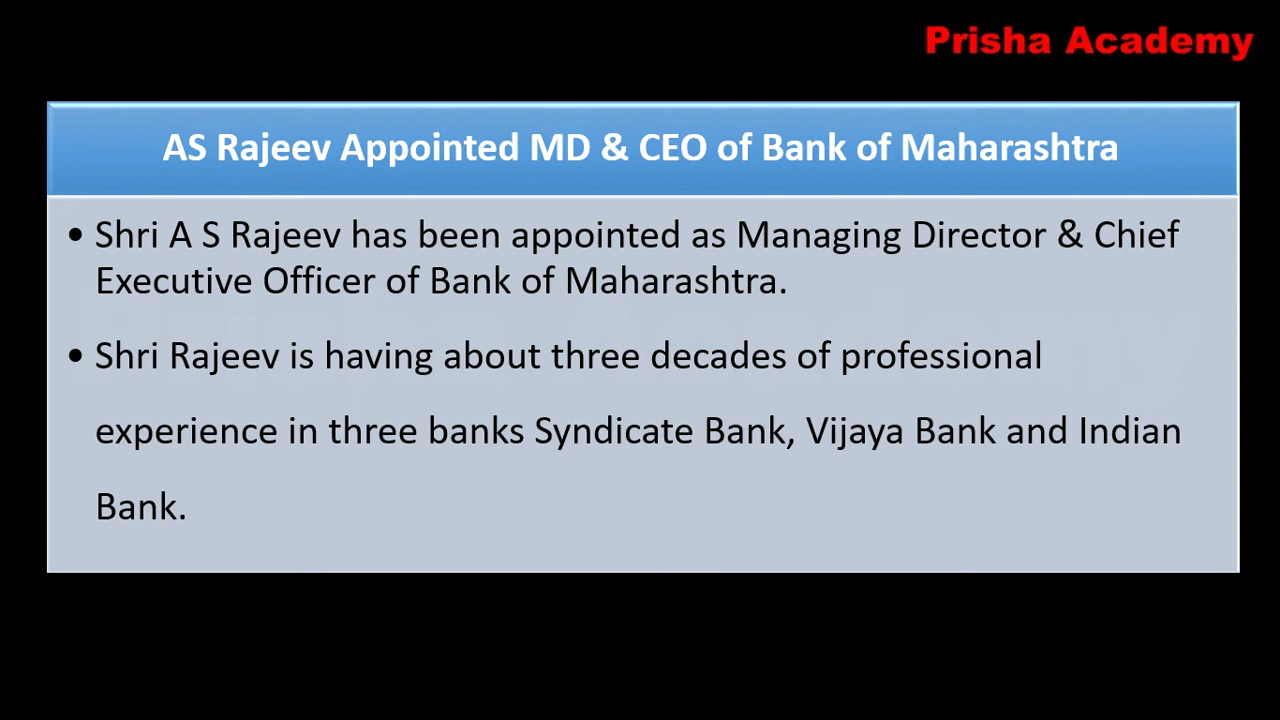 Prisha Academy
AS Rajeev Appointed MD & CEO of Bank of Maharashtra
• Shri A S Rajeev has been appointed as Managing Director & Chief
Executive Officer of Bank of Maharashtra.
• Shri Rajeev is having about three decades of professional
experience in three banks Syndicate Bank, Vijaya Bank and Indian
Bank.